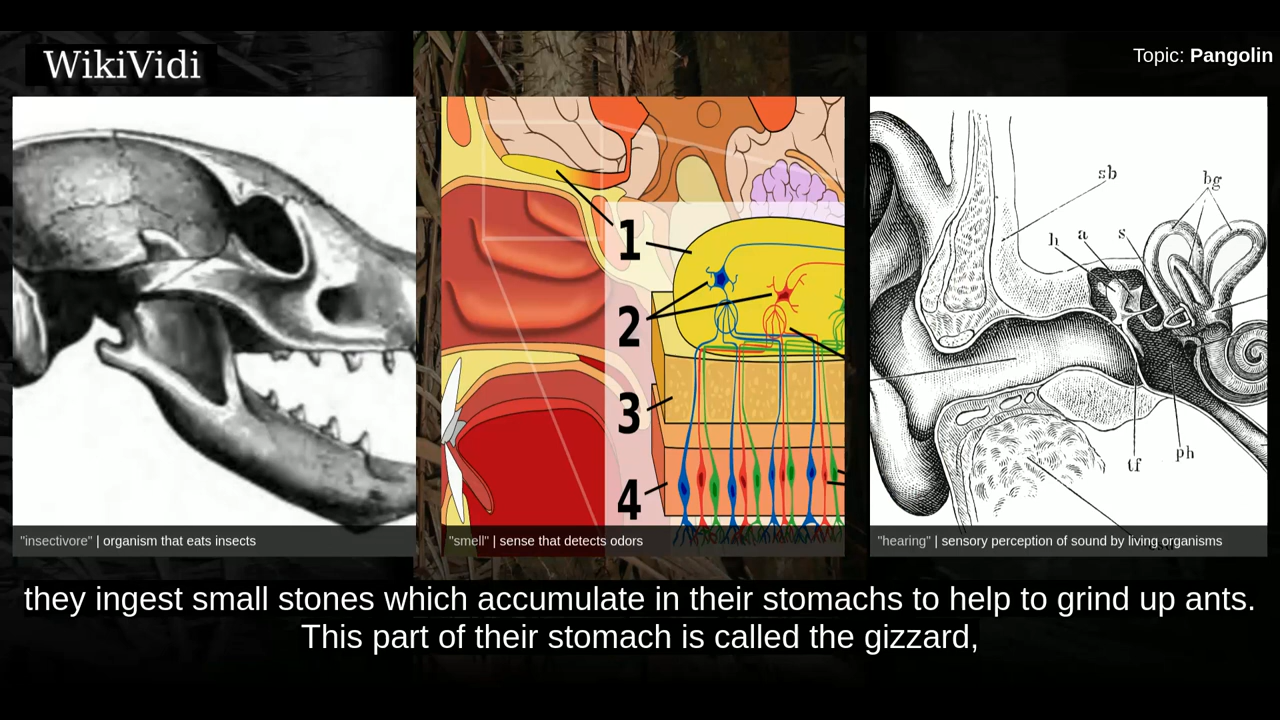 WikiVidi
Topic: Pangolin
1
2
3
4
sb
bg
h a s
tf
ph
"insectivore" | organism that eats insects
"smell" | sense that detects odors
"hearing" | sensory perception of sound by living organisms
they ingest small stones which accumulate in their stomachs to help to grind up ants.
This part of their stomach is called the gizzard,